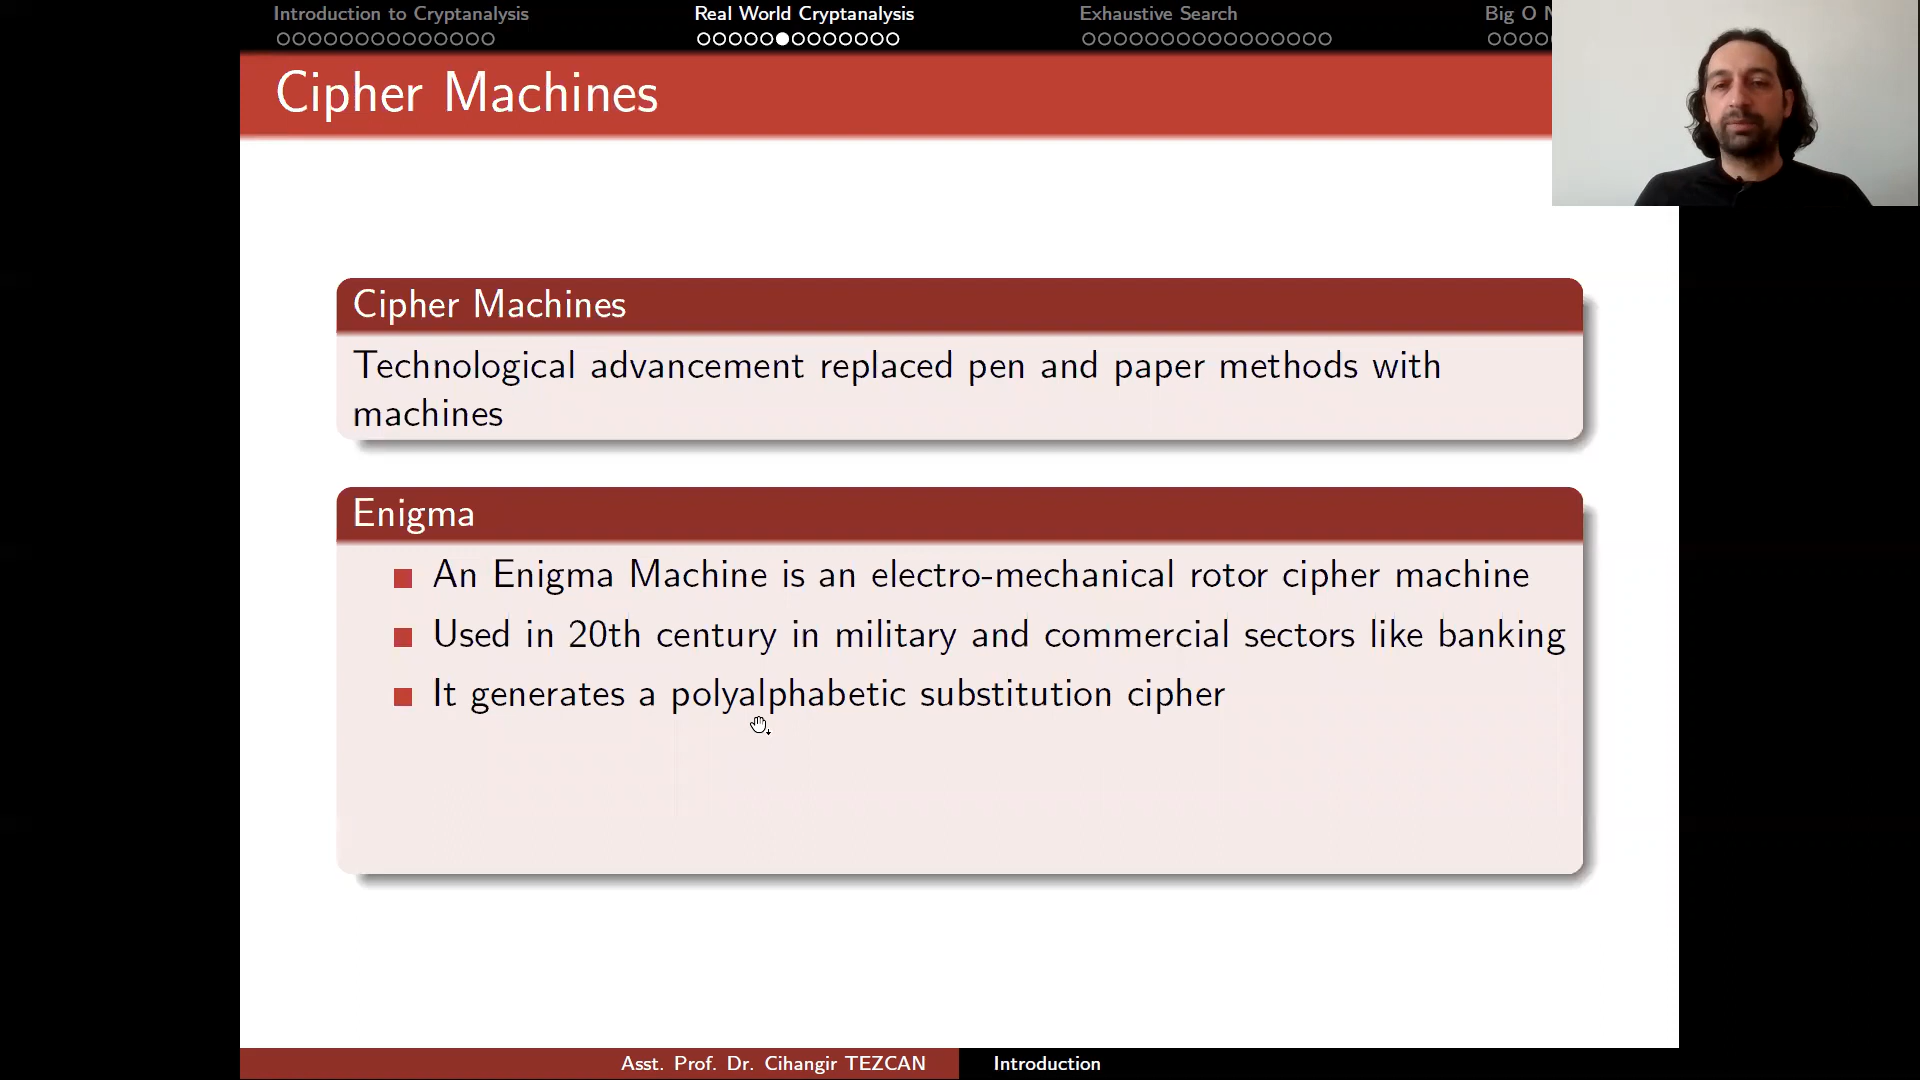 Introduction to Cryptanalysis
Real World Cryptanalysis
Exhaustive Search
Big O
Cipher Machines
Cipher Machines
Technological advancement replaced pen and paper methods with
machines
Enigma
An Enigma Machine is an electro-mechanical rotor cipher machine
Used in 20th century in military and commercial sectors like banking
It generates a polyalphabetic substitution cipher
Asst. Prof. Dr. Cihangir TEZCAN
Introduction